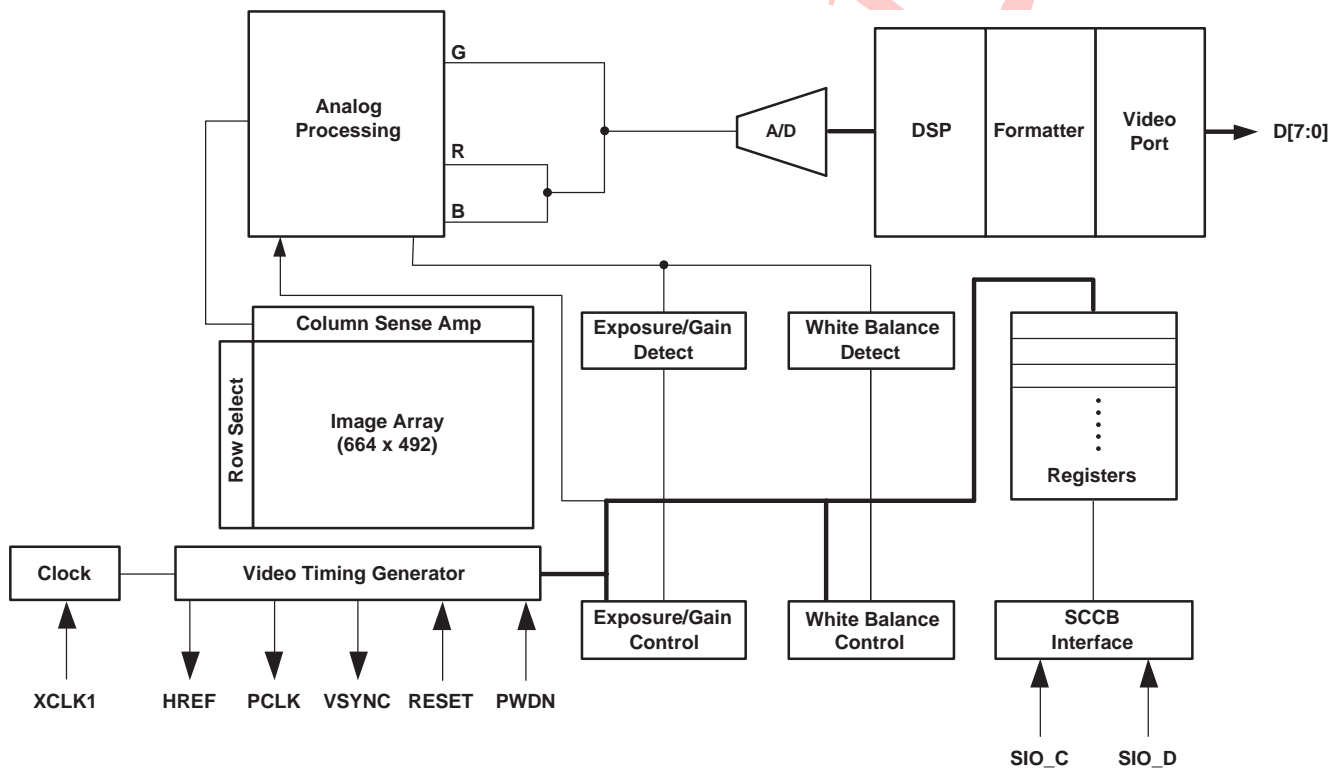 Analog
Processing
G
R
B
A/D
DSP
Formatter
Video
Port
D[7:0]
Column Sense Amp
Row Select
Image Array
(664 x 492)
Exposure/Gain
Detect
White Balance
Detect
Registers
Clock
Video Timing Generator
Exposure/Gain
Control
White Balance
Control
SCCB
Interface
XCLK1
HREF
PCLK
VSYNC
RESET
PWDN
SIO_C
SIO_D